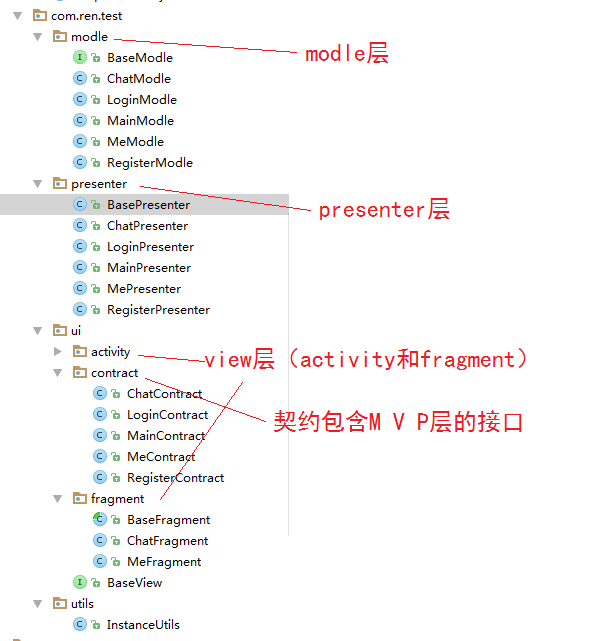 com.ren.test
modle
modle层
BaseModle
ChatModle
LoginModle
MainModle
MeModle
RegisterModle
presenter
presenter层
BasePresenter
ChatPresenter
LoginPresenter
MainPresenter
MePresenter
RegisterPresenter
ui
activity
view层（activity和fragment）
contract
ChatContract
LoginContract
契约包含M V P层的接口
MainContract
MeContract
RegisterContract
fragment
BaseFragment
ChatFragment
MeFragment
BaseView
utils
InstanceUtils